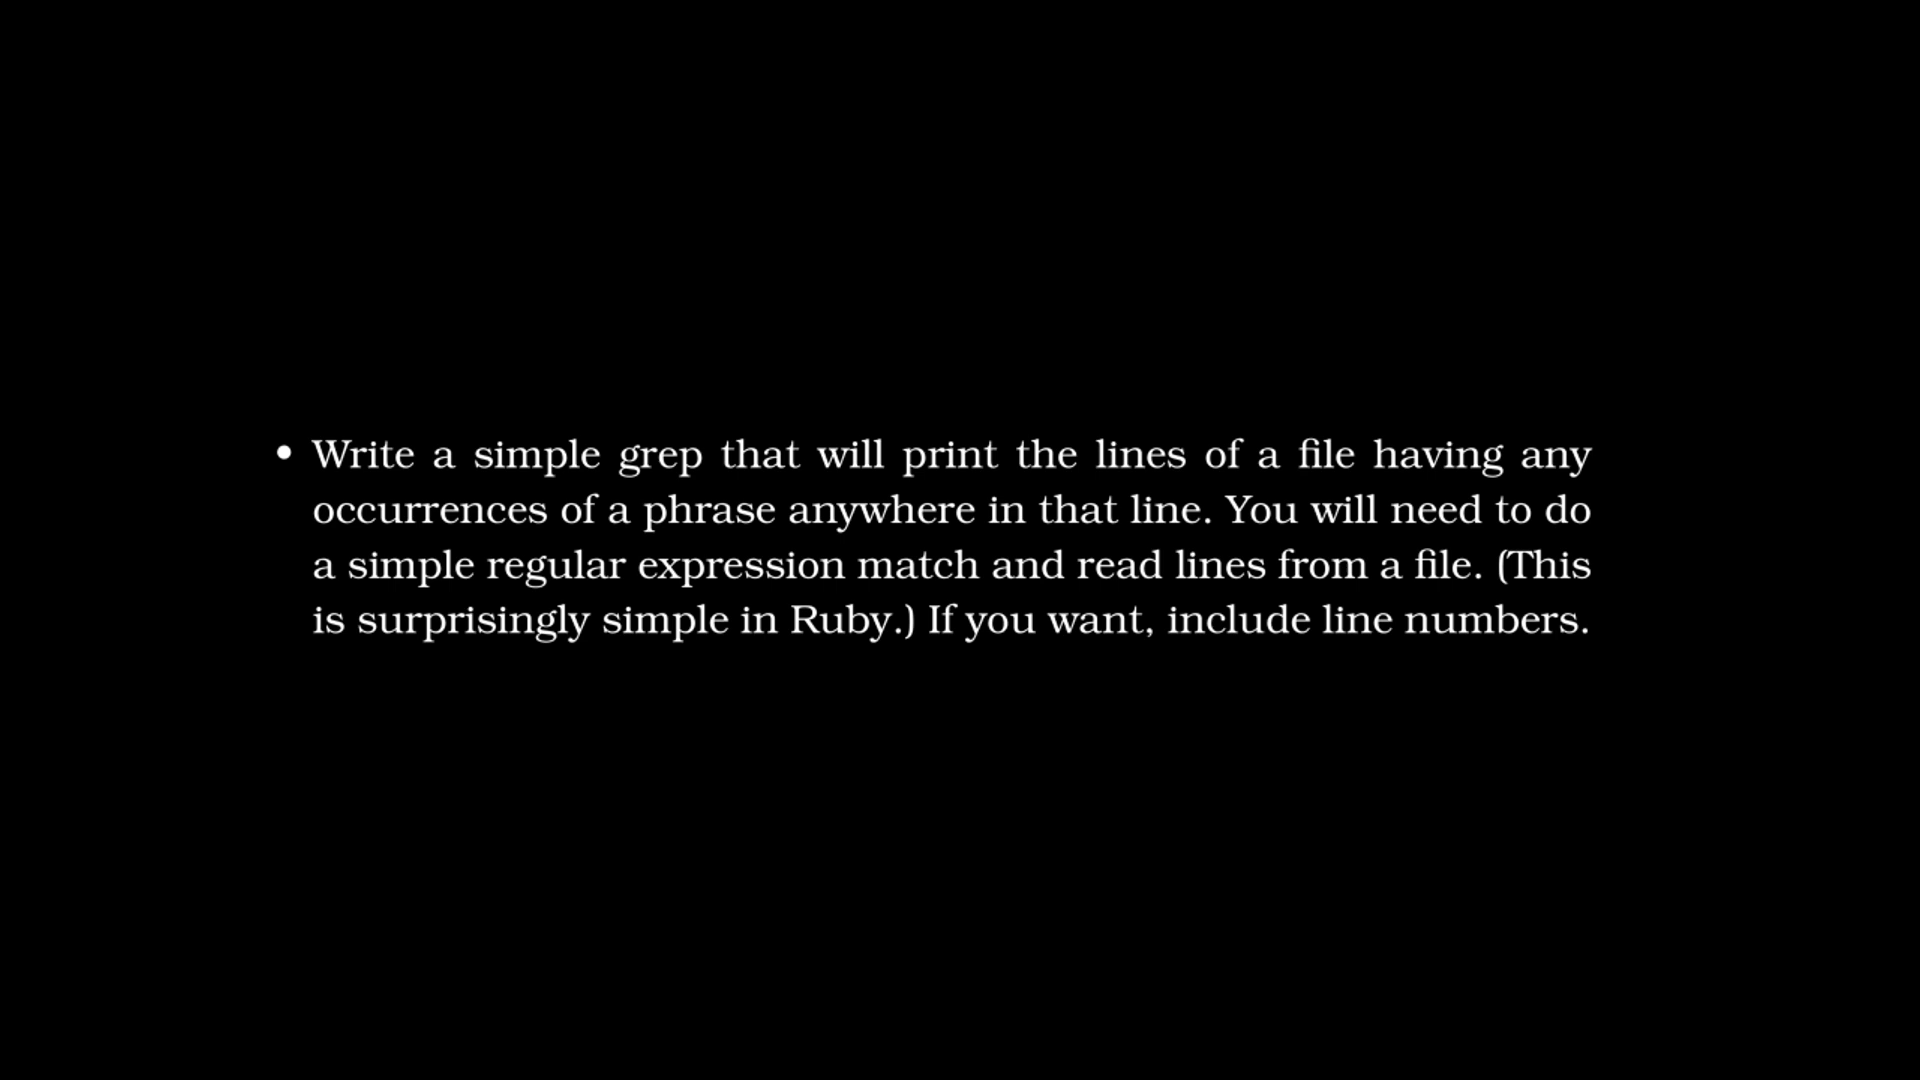 • Write a simple grep that will print the lines of a file having any
occurrences of a phrase anywhere in that line. You will need to do
a simple regular expression match and read lines from a file. (This
is surprisingly simple in Ruby.) If you want, include line numbers.